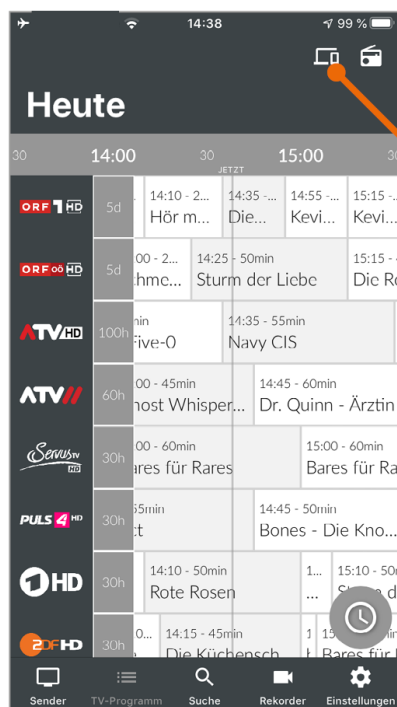 14:38
99 %
Heute
30 14:00 30 15:00 30
JETZT
ORF 1 HD 5d 14:10 - 2... 14:35 -... 14:55 -... 15:15 -...
Hör m... Die... Kevi... Kevi...
ORF oö HD 5d 00 - 2... 14:25 - 50min 15:15 -
hme... Sturm der Liebe Die R
ATV HD 100h min 14:35 - 55min
Five-0 Navy CIS
ATV// 60h 00 - 45min 14:45 - 60min
host Whisper... Dr. Quinn - Ärztin
ServusTV HD 30h 00 - 60min 15:00 - 60min
ares für Rares Bares für Ra
PULS 4 HD 30h 55min 14:45 - 50min
ct Bones - Die Kno...
1 HD 30h 14:10 - 50min 1... 15:10 - 50
Rote Rosen ...
ZDF HD 30h 0... 14:15 - 45min 1 15
Die Küchensch Bares für R
Sender TV-Programm Suche Rekorder Einstellungen